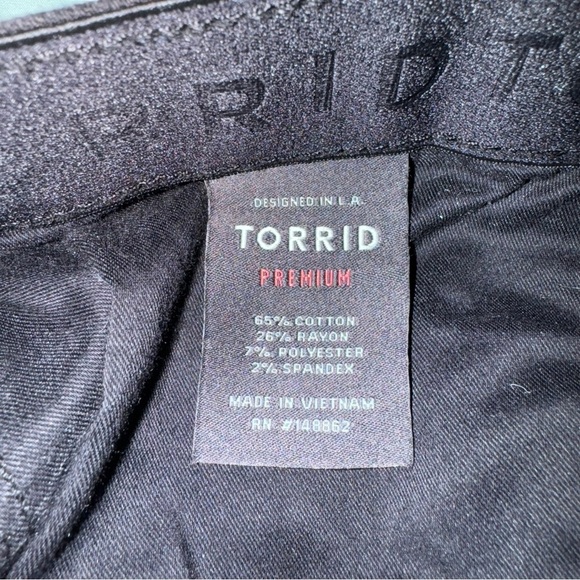 RIDT
DESIGNED IN L.A.
TORRID
PREMIUM
65% COTTON
26% RAYON
7% POLYESTER
2% SPANDEX
MADE IN VIETNAM
RN #148862